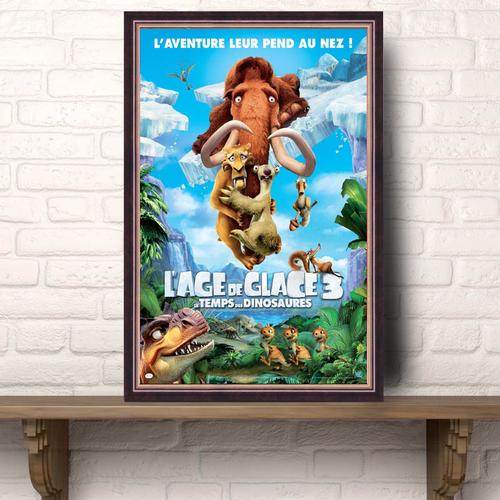 L'AVENTURE LEUR PEND AU NEZ !
L'AGE DE GLACE 3
LE TEMPS DES DINOSAURES